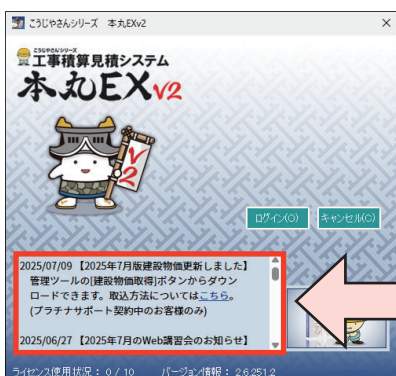 こうじやさんシリーズ 本丸EXv2
こうじやさんシリーズ
工事積算見積システム
本丸EXv2
V2
ログイン(O)
キャンセル(C)
2025/07/09 【2025年7月版建設物価更新しました】
管理ツールの[建設物価取得]ボタンからダウン
ロードできます。取込方法についてはこちら。
(プラチナサポート契約中のお客様のみ)
2025/06/27 【2025年7月のWeb講習会のお知らせ】
ライセンス使用状況： 0 / 10 バージョン情報： 2.6.251.2